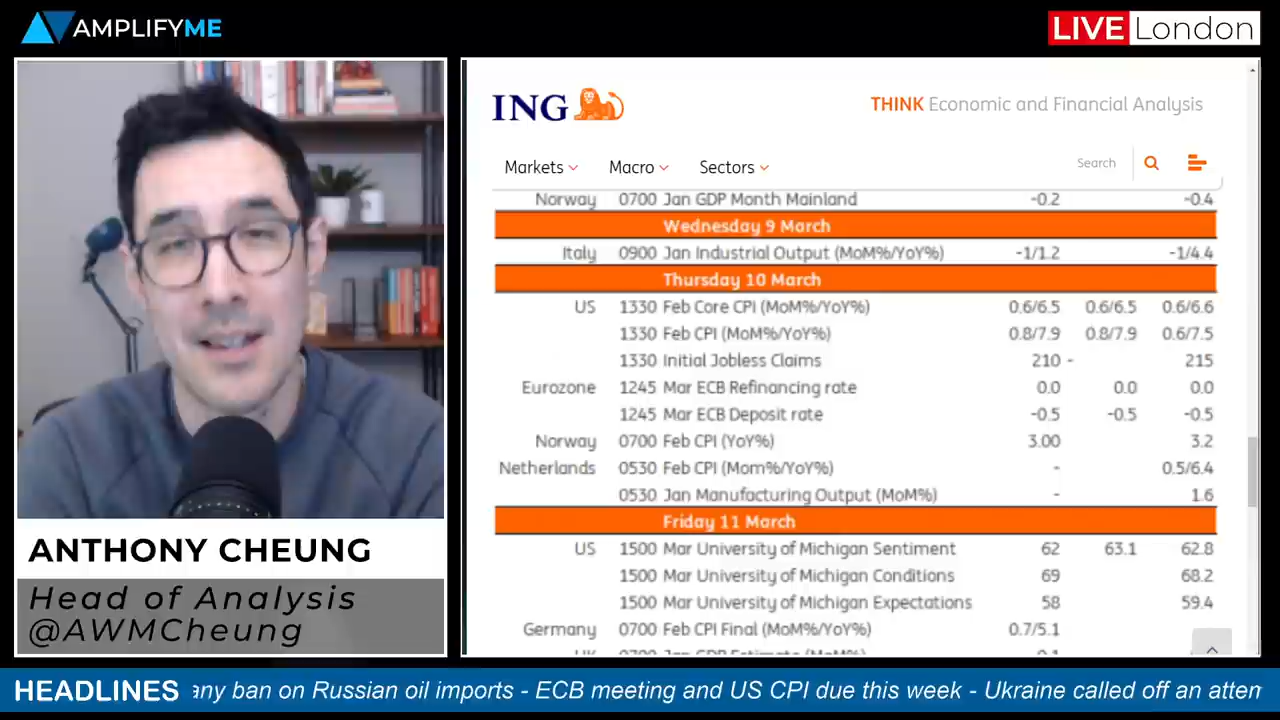 AMPLIFYME
LIVE London
ING
THINK Economic and Financial Analysis
Markets Macro Sectors Search
Norway 0700 Jan GDP Month Mainland -0.2 -0.4
Wednesday 9 March
Italy 0900 Jan Industrial Output (MoM%/YoY%) -1/1.2 -1/4.4
Thursday 10 March
US 1330 Feb Core CPI (MoM%/YoY%) 0.6/6.5 0.6/6.5 0.6/6.6
1330 Feb CPI (MoM%/YoY%) 0.8/7.9 0.8/7.9 0.6/7.5
1330 Initial Jobless Claims 210 - 215
Eurozone 1245 Mar ECB Refinancing rate 0.0 0.0 0.0
1245 Mar ECB Deposit rate -0.5 -0.5 -0.5
Norway 0700 Feb CPI (YoY%) 3.00 3.2
Netherlands 0530 Feb CPI (Mom%/YoY%) - 0.5/6.4
0530 Jan Manufacturing Output (MoM%) - 1.6
Friday 11 March
US 1500 Mar University of Michigan Sentiment 62 63.1 62.8
1500 Mar University of Michigan Conditions 69 68.2
1500 Mar University of Michigan Expectations 58 59.4
Germany 0700 Feb CPI Final (MoM%/YoY%) 0.7/5.1
ANTHONY CHEUNG
Head of Analysis
@AWMCheung
HEADLINES any ban on Russian oil imports - ECB meeting and US CPI due this week - Ukraine called off an attem